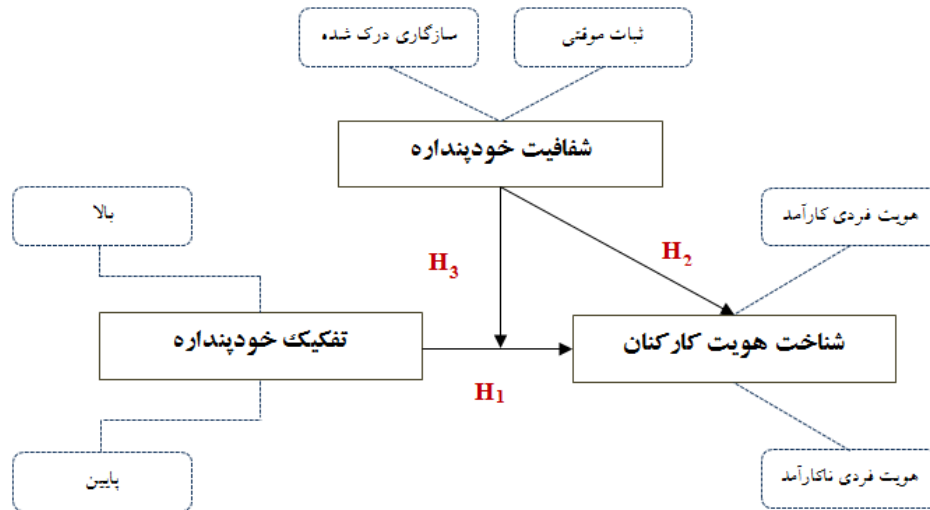 سازگاری درک شده
ثبات موقتی
شفافیت خودپنداره
بالا
هویت فردی کارآمد
H3
H2
تفکیک خودپنداره
شناخت هویت کارکنان
H1
پایین
هویت فردی ناکارآمد